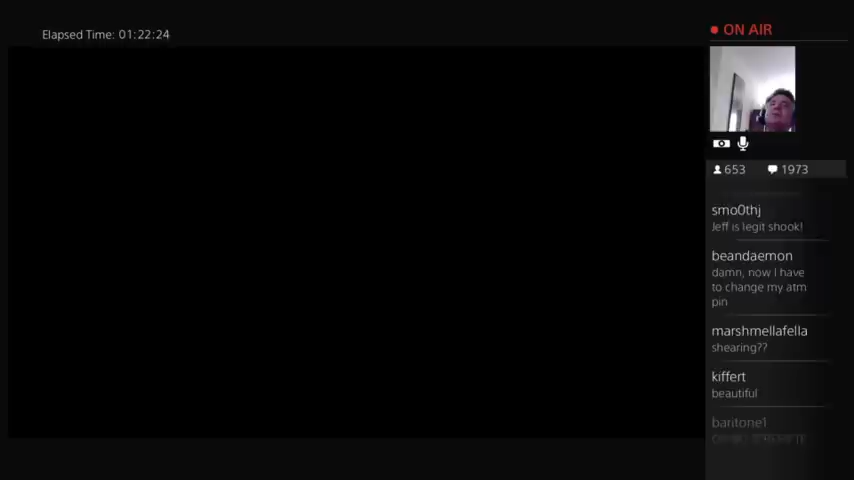 Elapsed Time: 01:22:24
ON AIR
653 1973
smo0thj
Jeff is legit shook!
beandaemon
damn, now I have
to change my atm
pin
marshmellafella
shearing??
kiffert
beautiful
baritone1